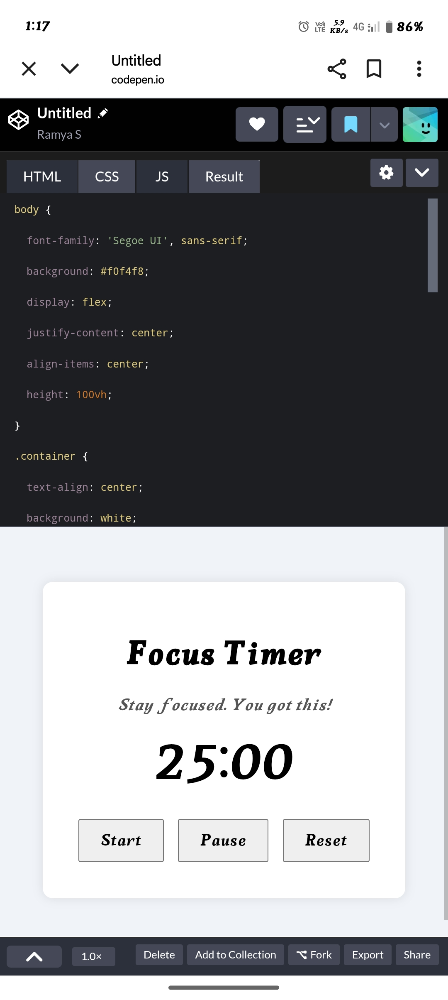 1:17 Vo) LTE 5.9 KB/s 4G 86%
Untitled
codepen.io
Untitled
Ramya S
HTML CSS JS Result
body {
font-family: 'Segoe UI', sans-serif;
background: #f0f4f8;
display: flex;
justify-content: center;
align-items: center;
height: 100vh;
}
.container {
text-align: center;
background: white;
Focus Timer
Stay focused. You got this!
25:00
Start Pause Reset
1.0× Delete Add to Collection Fork Export Share